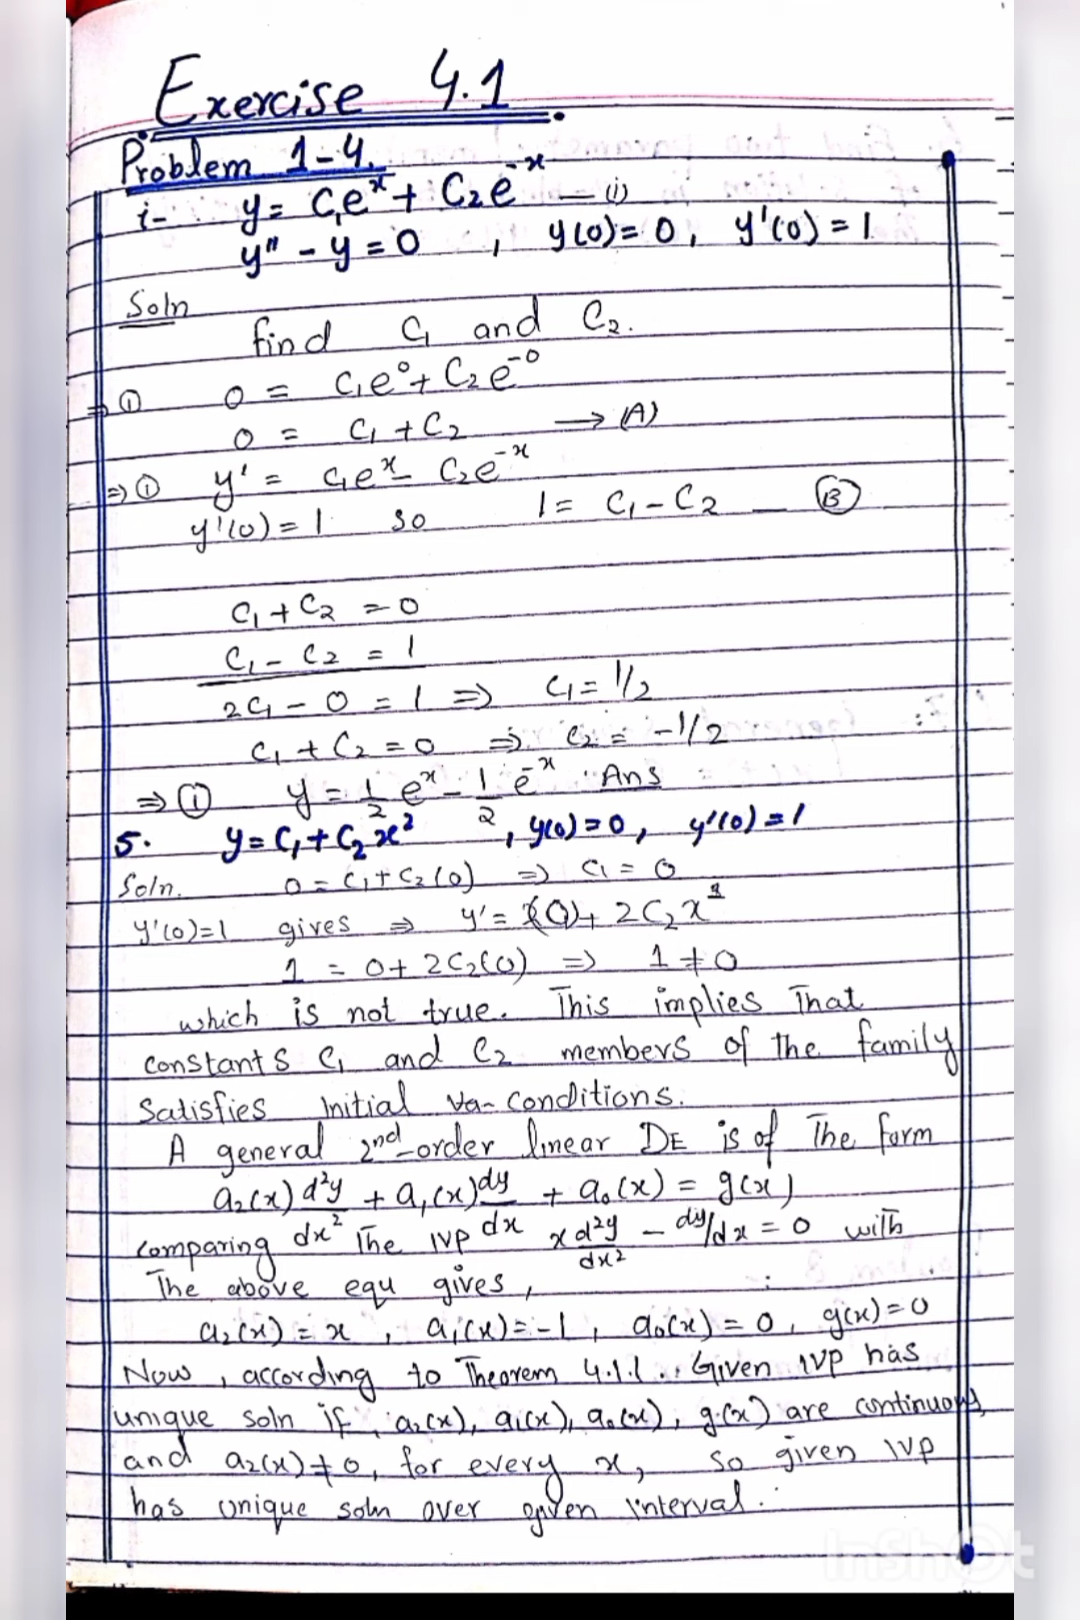 Exercise 4.1
Problem 1-4.
i- y = C₁eˣ + C₂e⁻ˣ — (i)
y" - y = 0 , y(0) = 0, y'(0) = 1
Soln
find C₁ and C₂.
⇒ ① 0 = C₁e⁰ + C₂e⁻⁰
0 = C₁ + C₂ → (A)
⇒ ① y' = C₁eˣ - C₂e⁻ˣ
y'(0) = 1 so 1 = C₁ - C₂ — Ⓑ
C₁ + C₂ = 0
C₁ - C₂ = 1
2C₁ - 0 = 1 ⇒ C₁ = 1/2
C₁ + C₂ = 0 ⇒ C₂ = -1/2
⇒ ① y = 1/2 eˣ - 1/2 e⁻ˣ Ans
5. y = C₁ + C₂x² , y(0) = 0, y'(0) = 1
Soln. 0 = C₁ + C₂(0) ⇒ C₁ = 0
y'(0)=1 gives ⇒ y' = (0) + 2C₂x
1 = 0 + 2C₂(0) ⇒ 1 ≠ 0
which is not true. This implies That
constants C₁ and C₂ members of the family
Satisfies Initial Va- conditions.
A general 2nd-order linear DE is of The form
a₂(x) d²y/dx² + a₁(x) dy/dx + a₀(x) = g(x)
Comparing The IVP x d²y/dx² - dy/dx = 0 with
The above equ gives,
a₂(x) = x , a₁(x) = -1, a₀(x) = 0, g(x) = 0
Now, according to Theorem 4.1.1. Given IVP has
unique soln if a₂(x), a₁(x), a₀(x), g(x) are continuous,
and a₂(x) ≠ 0, for every x, so given IVP
has unique soln over given interval.
InShOt